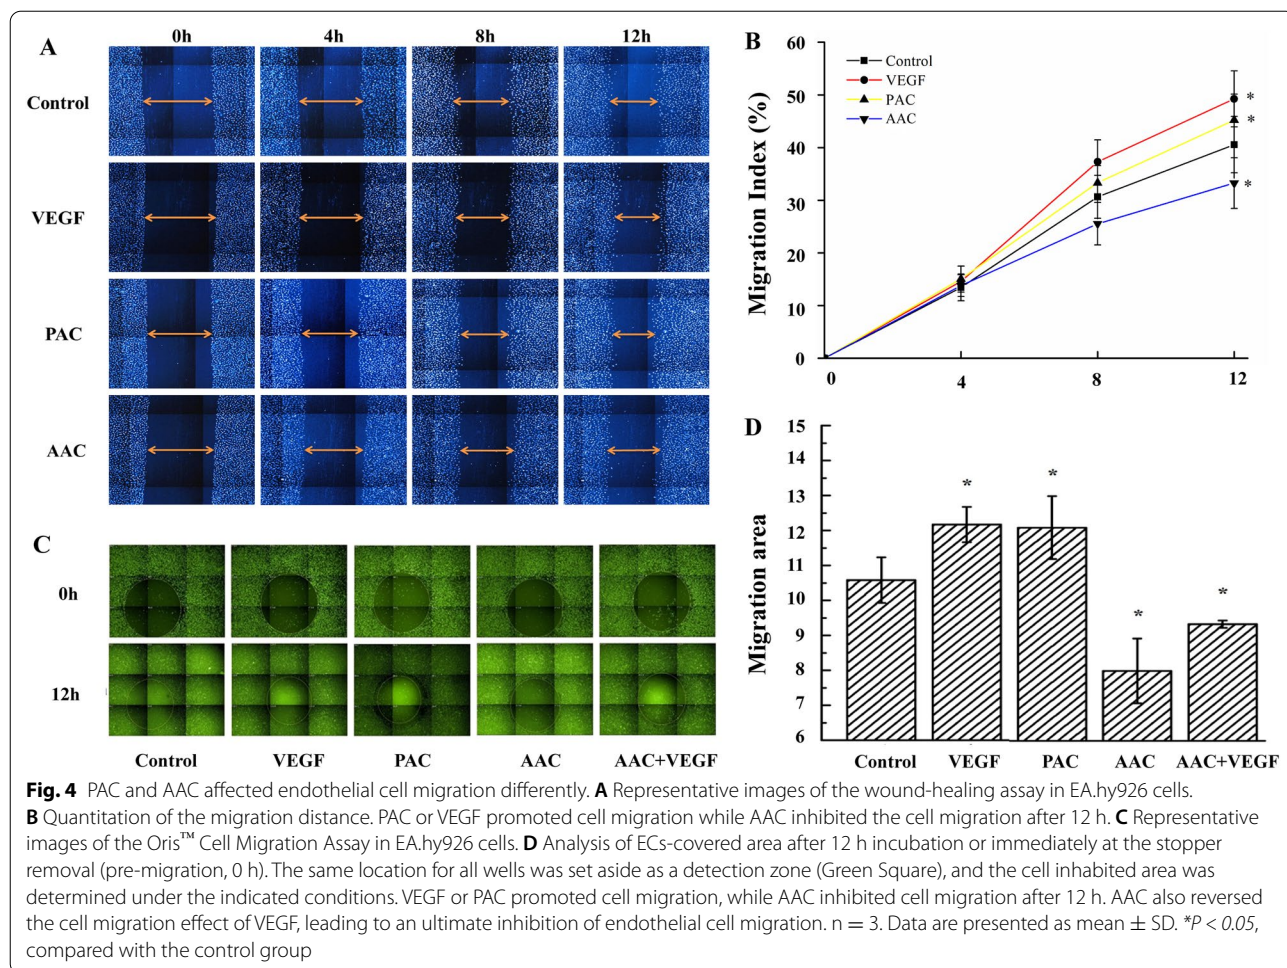 A
0h 4h 8h 12h
Control
VEGF
PAC
AAC
B
Migration Index (%)
60
50
40
30
20
10
0
Control
VEGF
PAC
AAC
*
*
*
0 4 8 12
C
0h
12h
Control VEGF PAC AAC AAC+VEGF
D
Migration area
15
14
13
12
11
10
9
8
7
6
* * * *
Control VEGF PAC AAC AAC+VEGF
Fig. 4 PAC and AAC affected endothelial cell migration differently. A Representative images of the wound-healing assay in EA.hy926 cells.
B Quantitation of the migration distance. PAC or VEGF promoted cell migration while AAC inhibited the cell migration after 12 h. C Representative
images of the Oris™ Cell Migration Assay in EA.hy926 cells. D Analysis of ECs-covered area after 12 h incubation or immediately at the stopper
removal (pre-migration, 0 h). The same location for all wells was set aside as a detection zone (Green Square), and the cell inhabited area was
determined under the indicated conditions. VEGF or PAC promoted cell migration, while AAC inhibited cell migration after 12 h. AAC also reversed
the cell migration effect of VEGF, leading to an ultimate inhibition of endothelial cell migration. n = 3. Data are presented as mean ± SD. *P < 0.05,
compared with the control group